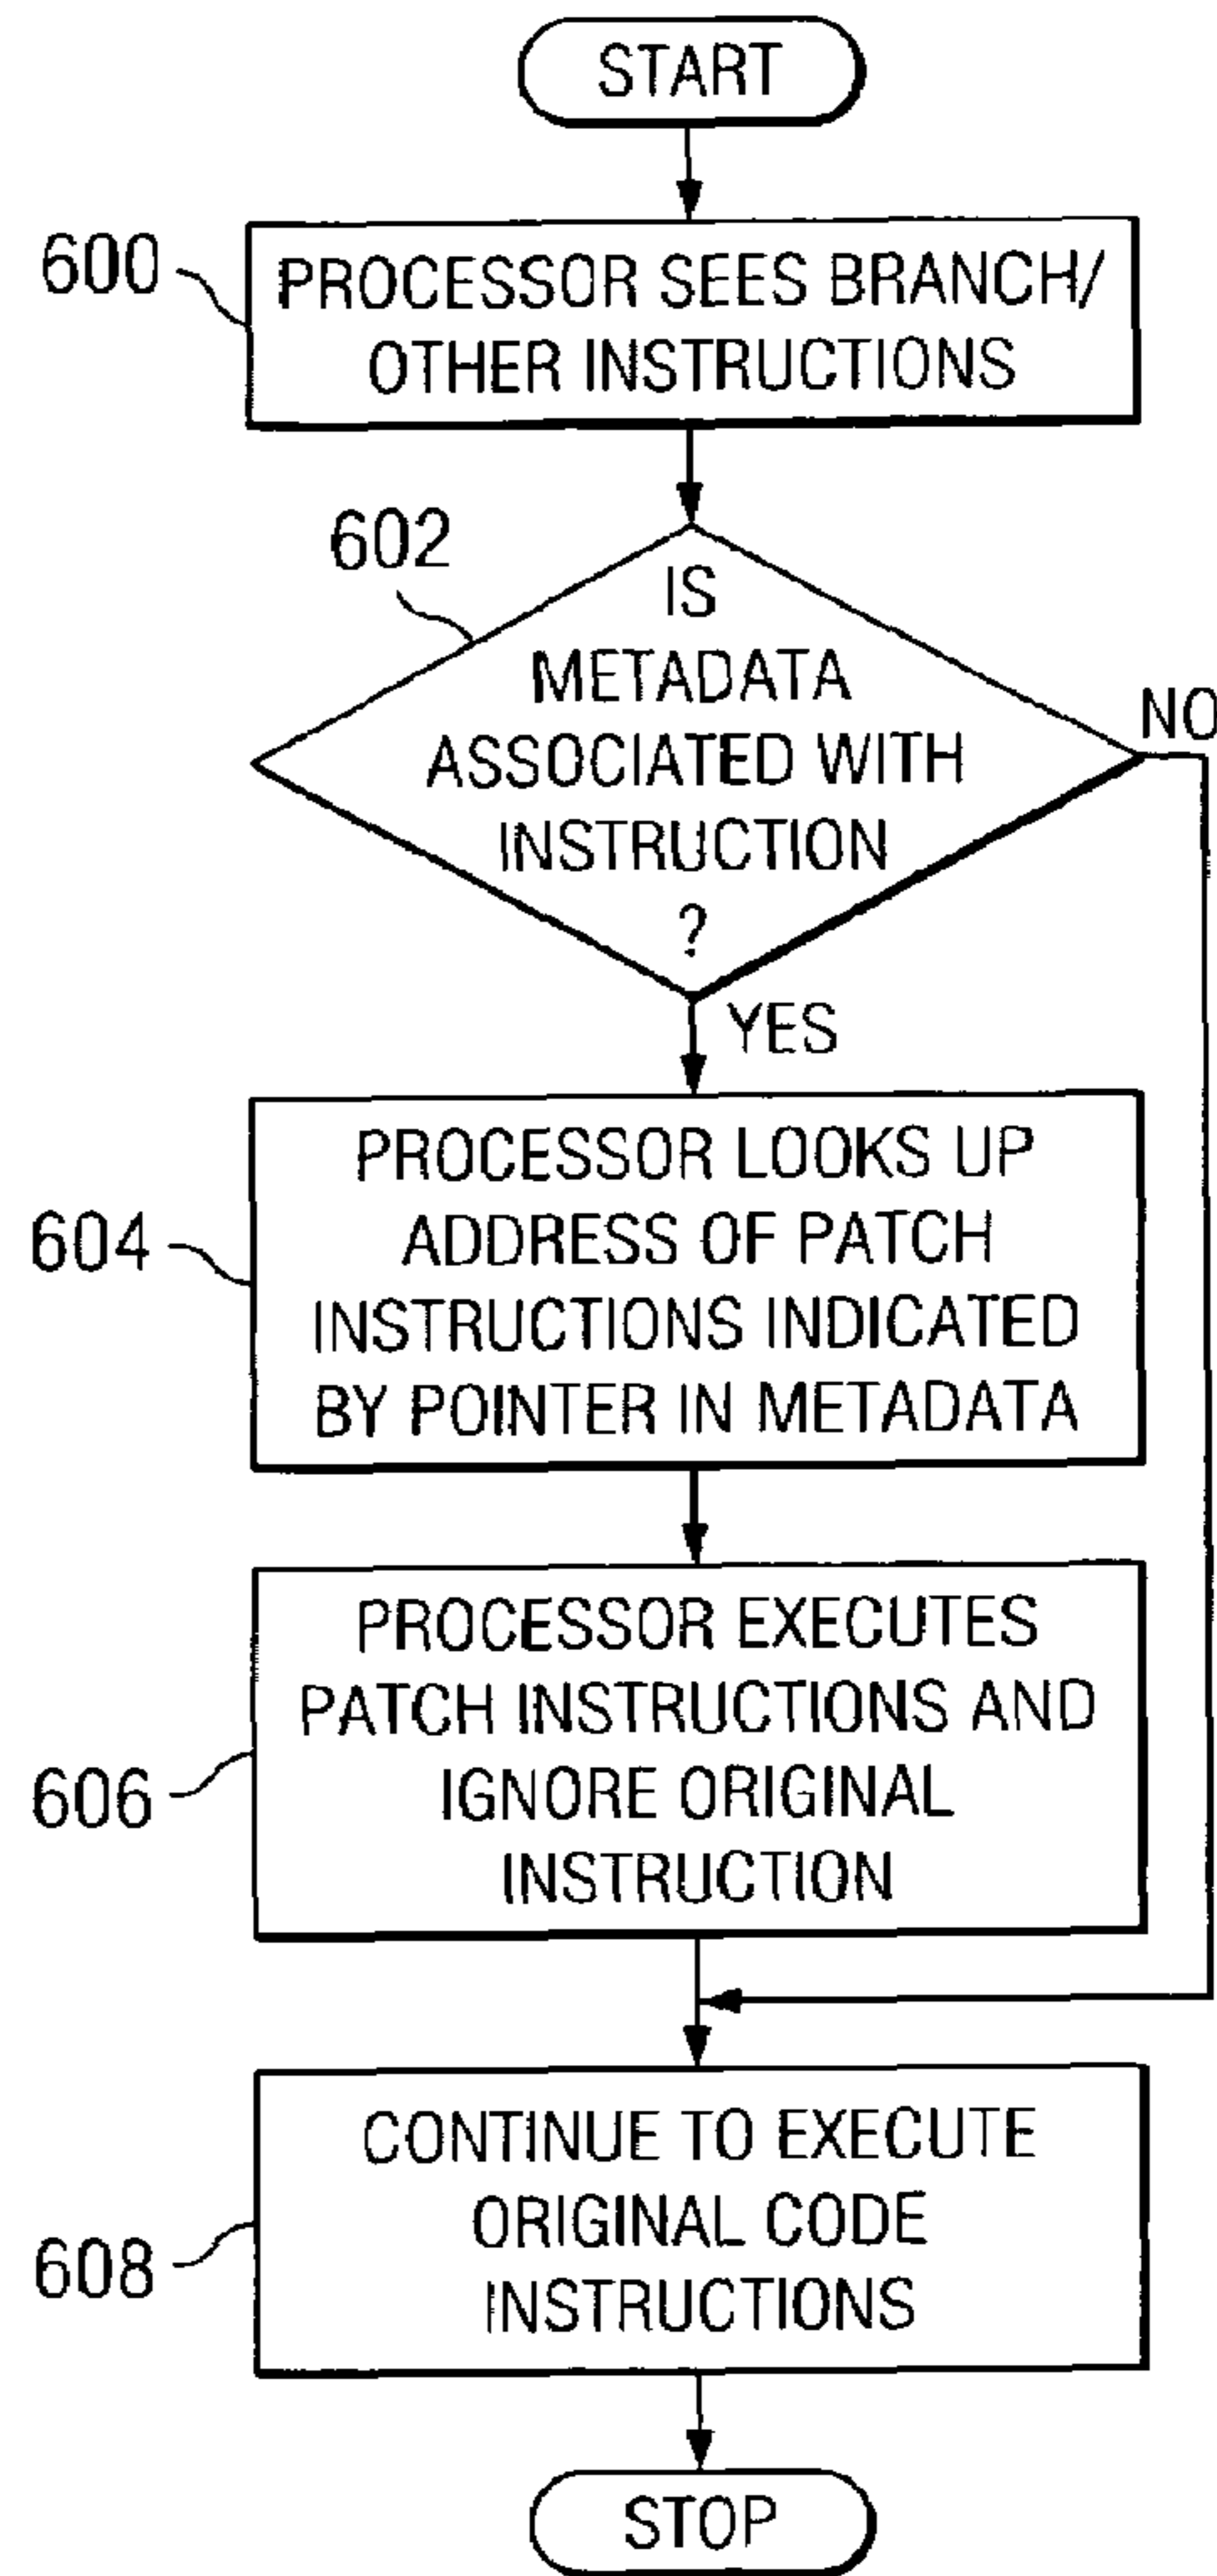 START
600
PROCESSOR SEES BRANCH/
OTHER INSTRUCTIONS
602
IS
METADATA
ASSOCIATED WITH
INSTRUCTION
?
NO
YES
604
PROCESSOR LOOKS UP
ADDRESS OF PATCH
INSTRUCTIONS INDICATED
BY POINTER IN METADATA
606
PROCESSOR EXECUTES
PATCH INSTRUCTIONS AND
IGNORE ORIGINAL
INSTRUCTION
608
CONTINUE TO EXECUTE
ORIGINAL CODE
INSTRUCTIONS
STOP